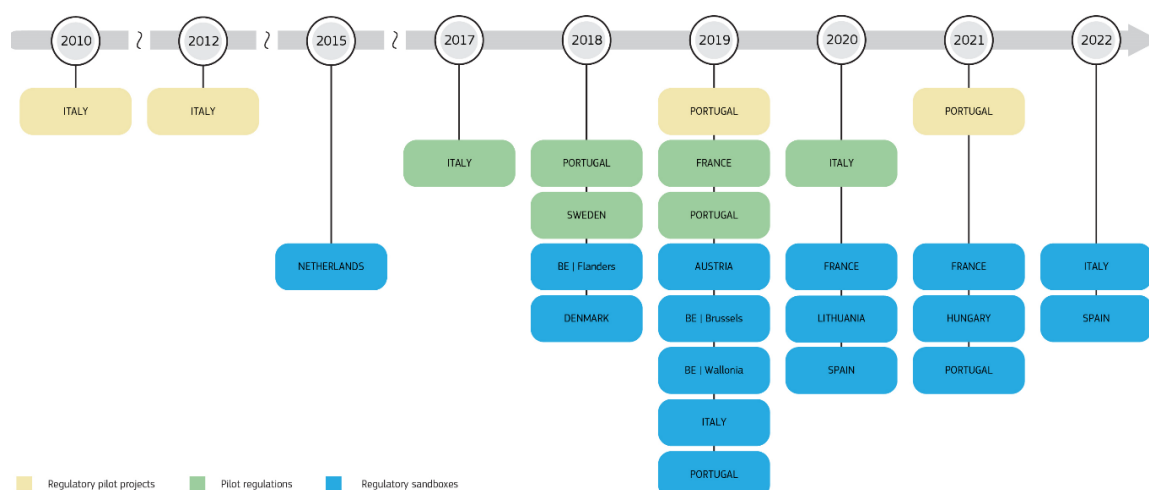 2010
2012
2015
2017
2018
2019
2020
2021
2022
ITALY
ITALY
PORTUGAL
PORTUGAL
ITALY
PORTUGAL
FRANCE
ITALY
SWEDEN
PORTUGAL
NETHERLANDS
BE | Flanders
AUSTRIA
FRANCE
FRANCE
ITALY
DENMARK
BE | Brussels
LITHUANIA
HUNGARY
SPAIN
BE | Wallonia
SPAIN
PORTUGAL
ITALY
PORTUGAL
Regulatory pilot projects
Pilot regulations
Regulatory sandboxes